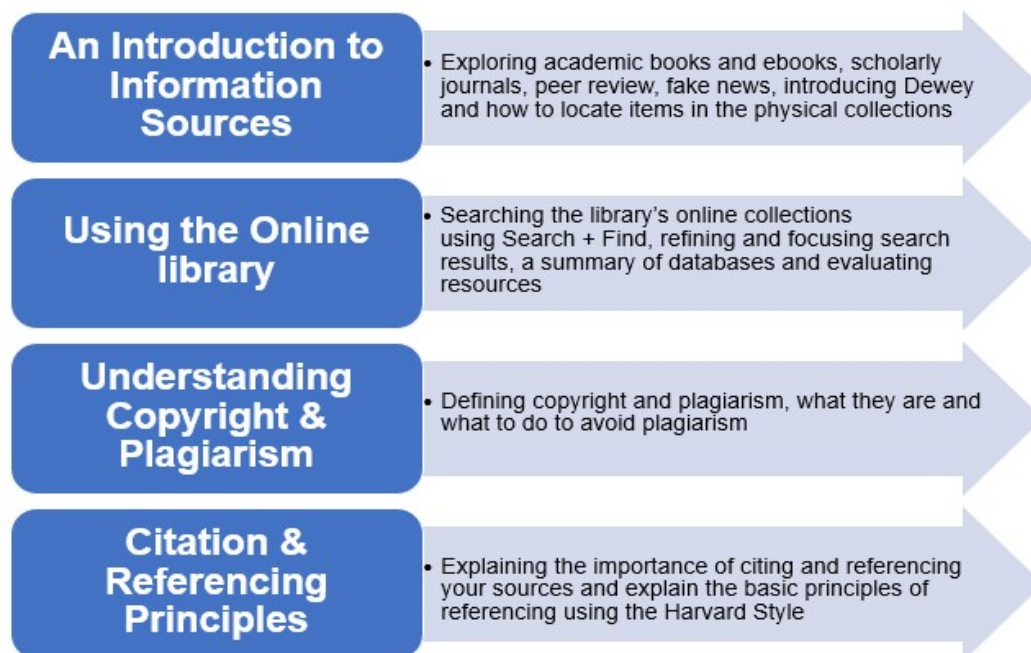 An Introduction to
Information
Sources
• Exploring academic books and ebooks, scholarly
journals, peer review, fake news, introducing Dewey
and how to locate items in the physical collections
Using the Online
library
• Searching the library's online collections
using Search + Find, refining and focusing search
results, a summary of databases and evaluating
resources
Understanding
Copyright &
Plagiarism
• Defining copyright and plagiarism, what they are and
what to do to avoid plagiarism
Citation &
Referencing
Principles
• Explaining the importance of citing and referencing
your sources and explain the basic principles of
referencing using the Harvard Style